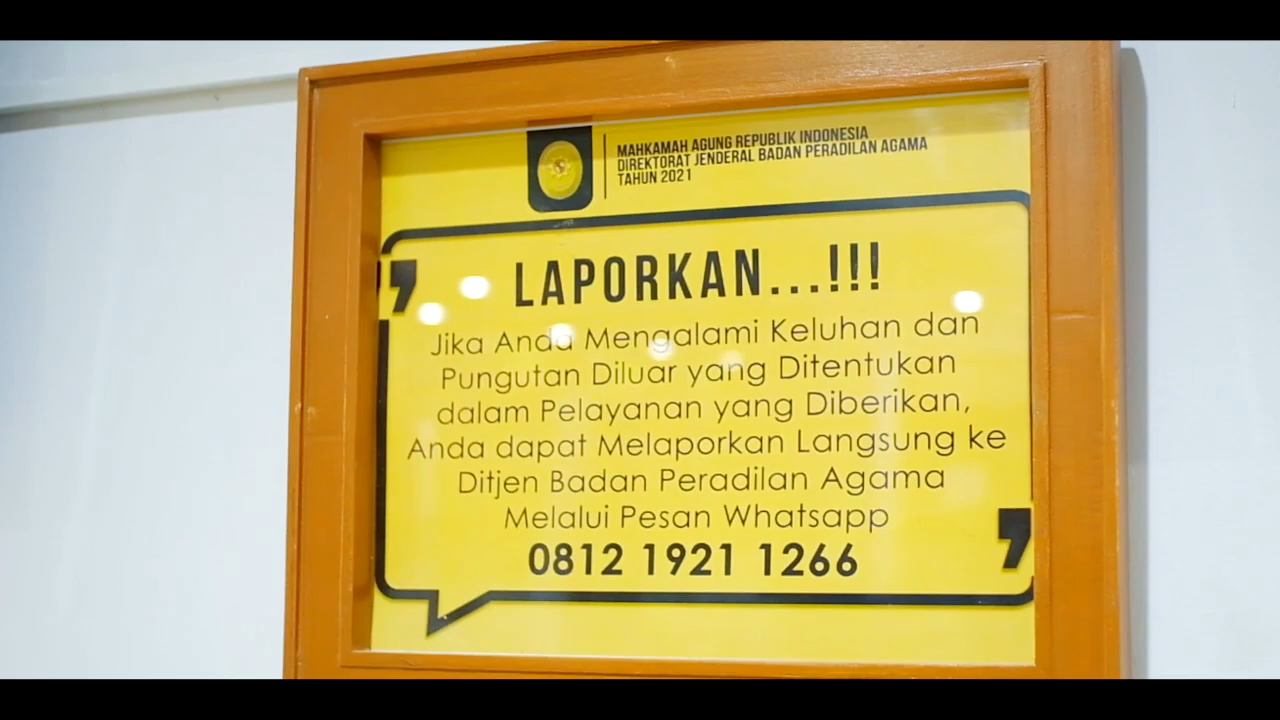 MAHKAMAH AGUNG REPUBLIK INDONESIA
DIREKTORAT JENDERAL BADAN PERADILAN AGAMA
TAHUN 2021
LAPORKAN...!!!
Jika Anda Mengalami Keluhan dan
Pungutan Diluar yang Ditentukan
dalam Pelayanan yang Diberikan,
Anda dapat Melaporkan Langsung ke
Ditjen Badan Peradilan Agama
Melalui Pesan Whatsapp
0812 1921 1266